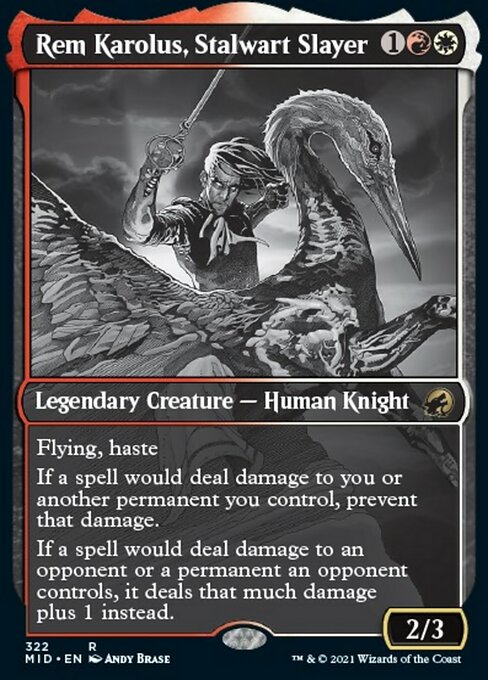 Rem Karolus, Stalwart Slayer 1
Legendary Creature — Human Knight
Flying, haste
If a spell would deal damage to you or
another permanent you control, prevent
that damage.
If a spell would deal damage to an
opponent or a permanent an opponent
controls, it deals that much damage
plus 1 instead.
2/3
322 R
MID • EN ANDY BRASE
™ & © 2021 Wizards of the Coast